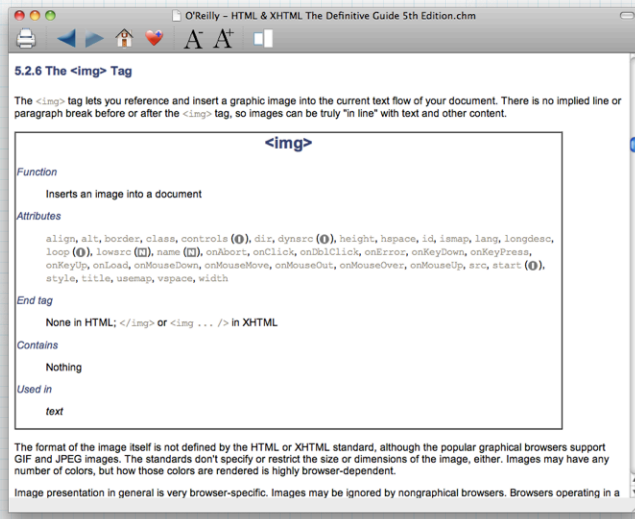 O'Reilly – HTML & XHTML The Definitive Guide 5th Edition.chm
A- A+
5.2.6 The <img> Tag
The <img> tag lets you reference and insert a graphic image into the current text flow of your document. There is no implied line or
paragraph break before or after the <img> tag, so images can be truly "in line" with text and other content.
<img>
Function
Inserts an image into a document
Attributes
align, alt, border, class, controls (), dir, dynsrc (), height, hspace, id, ismap, lang, longdesc,
loop (), lowsrc (), name (), onAbort, onClick, onDblClick, onError, onKeyDown, onKeyPress,
onKeyUp, onLoad, onMouseDown, onMouseMove, onMouseOut, onMouseOver, onMouseUp, src, start (),
style, title, usemap, vspace, width
End tag
None in HTML; </img> or <img ... /> in XHTML
Contains
Nothing
Used in
text
The format of the image itself is not defined by the HTML or XHTML standard, although the popular graphical browsers support
GIF and JPEG images. The standards don't specify or restrict the size or dimensions of the image, either. Images may have any
number of colors, but how those colors are rendered is highly browser-dependent.
Image presentation in general is very browser-specific. Images may be ignored by nongraphical browsers. Browsers operating in a